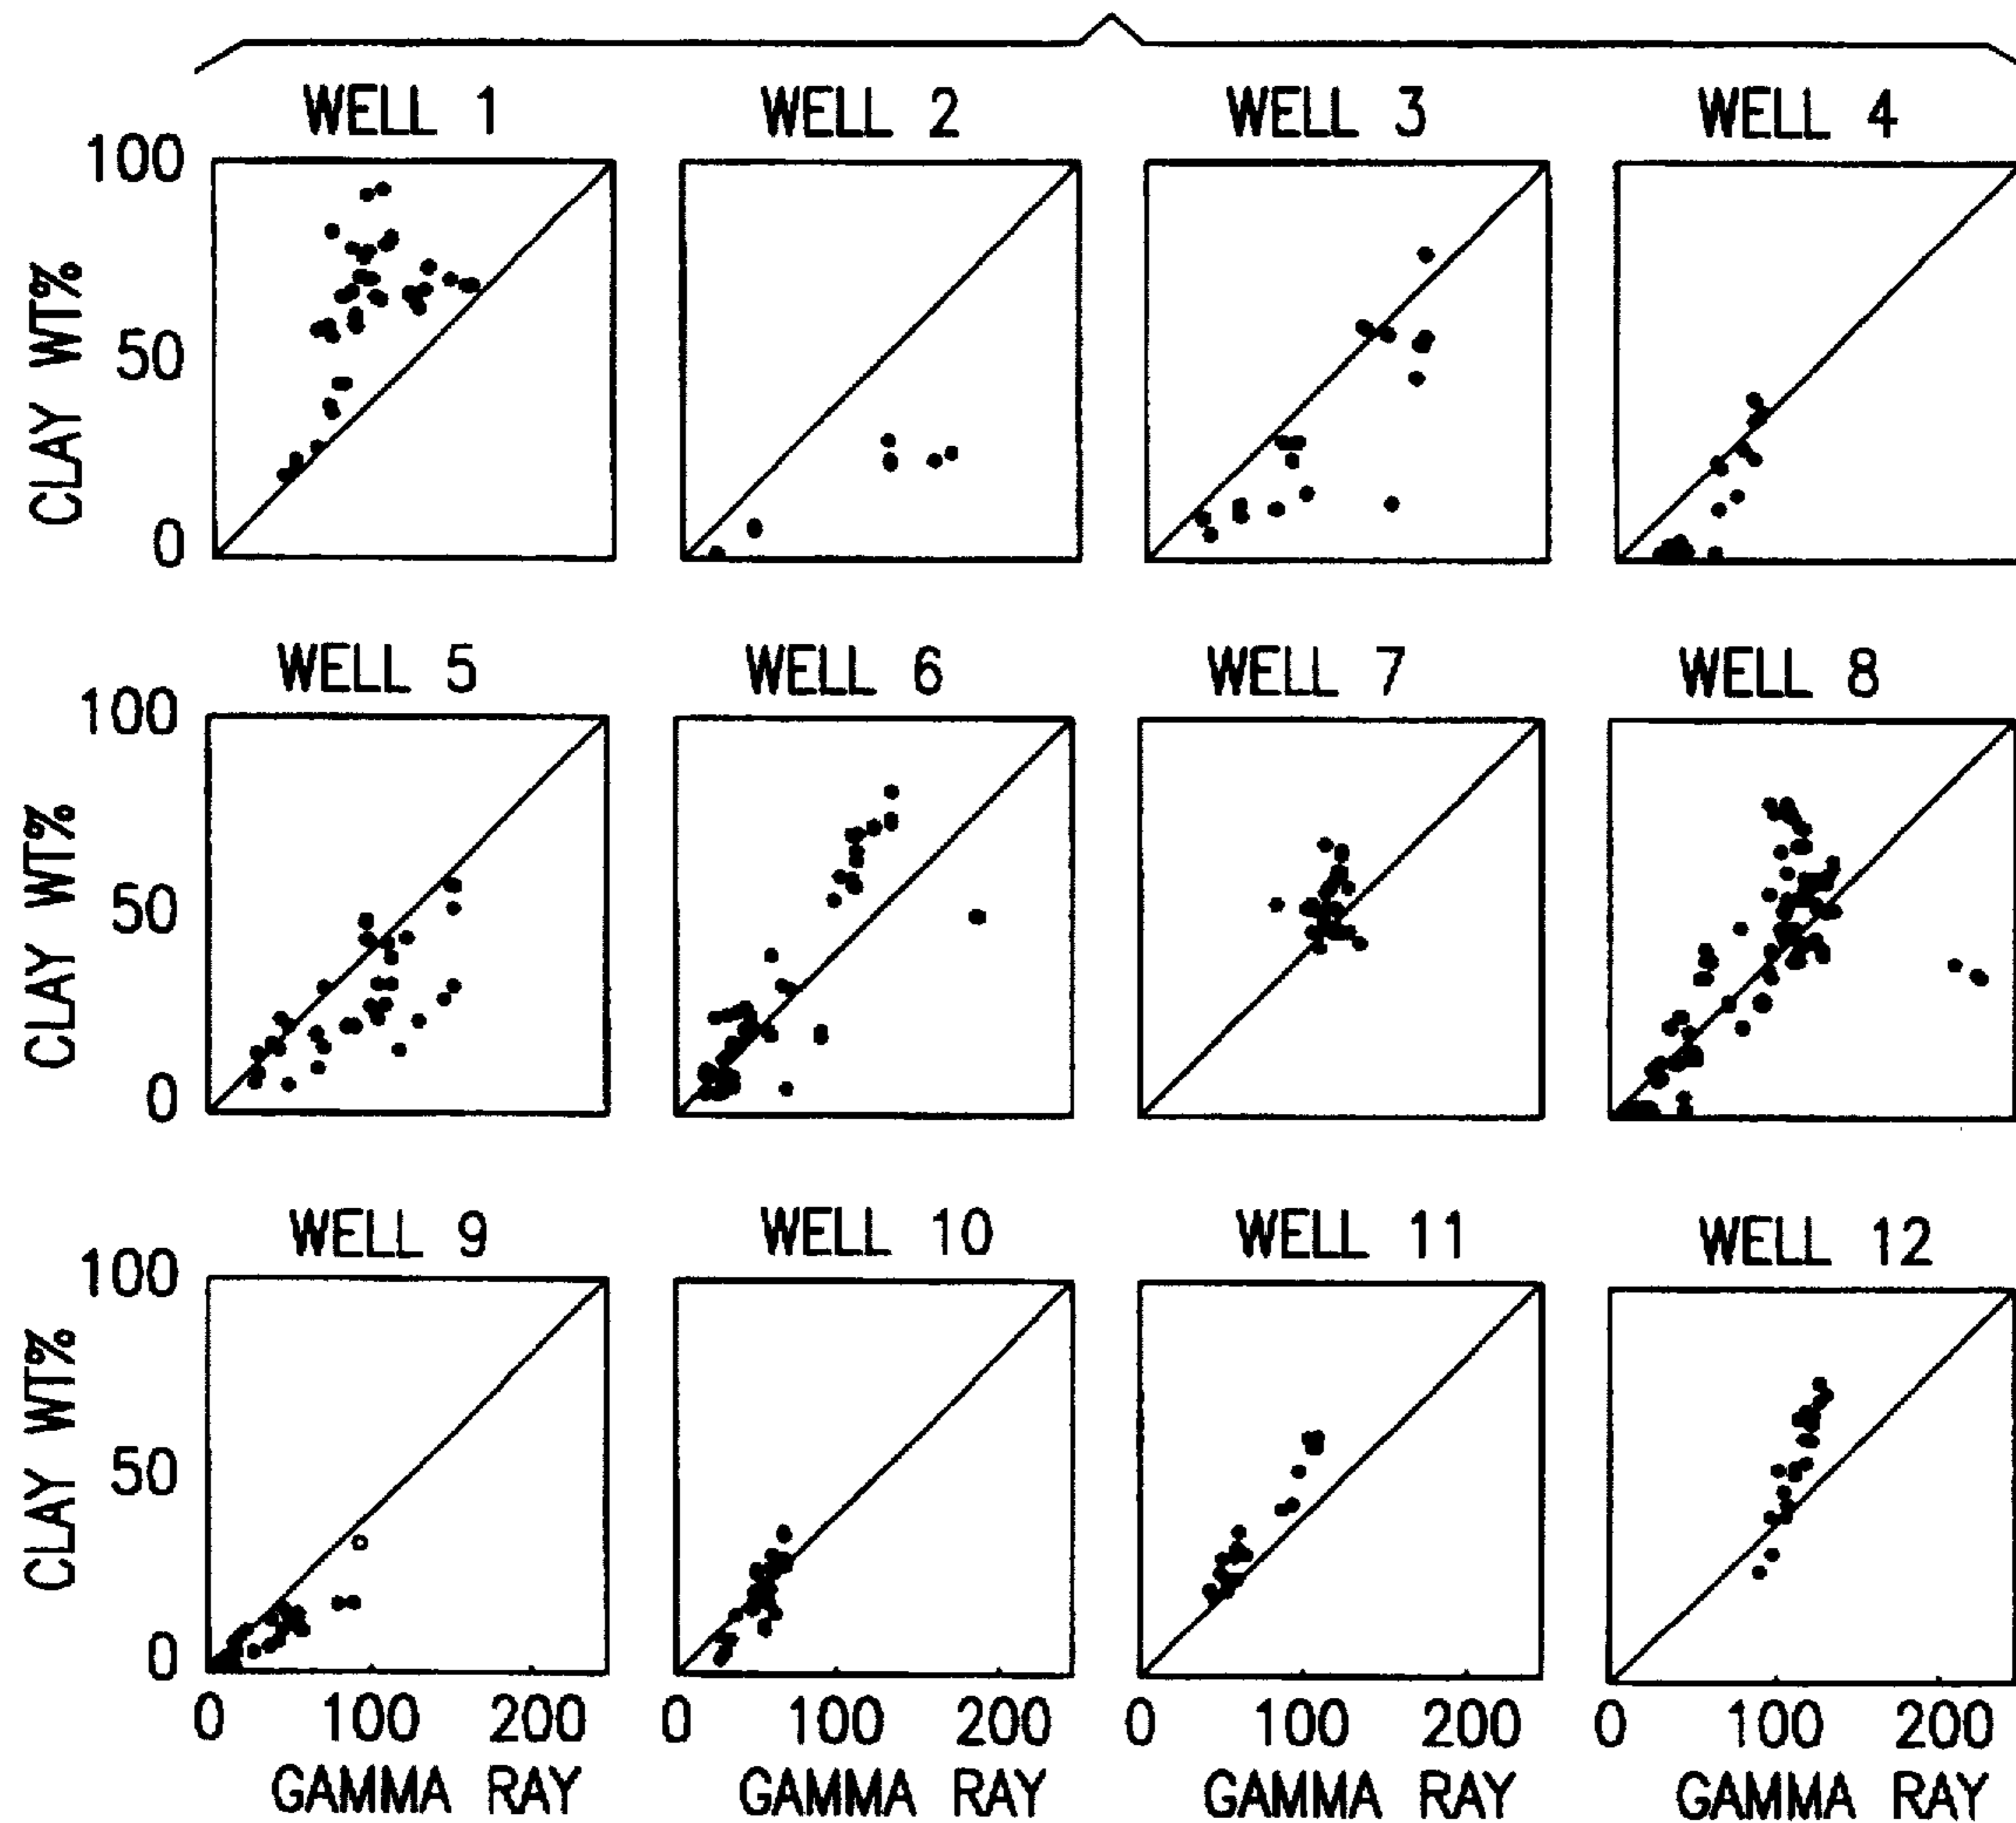 WELL 1 WELL 2 WELL 3 WELL 4
100
50
0
CLAY WT%
WELL 5 WELL 6 WELL 7 WELL 8
100
50
0
CLAY WT%
WELL 9 WELL 10 WELL 11 WELL 12
100
50
0
CLAY WT%
0 100 200 0 100 200 0 100 200 0 100 200
GAMMA RAY GAMMA RAY GAMMA RAY GAMMA RAY